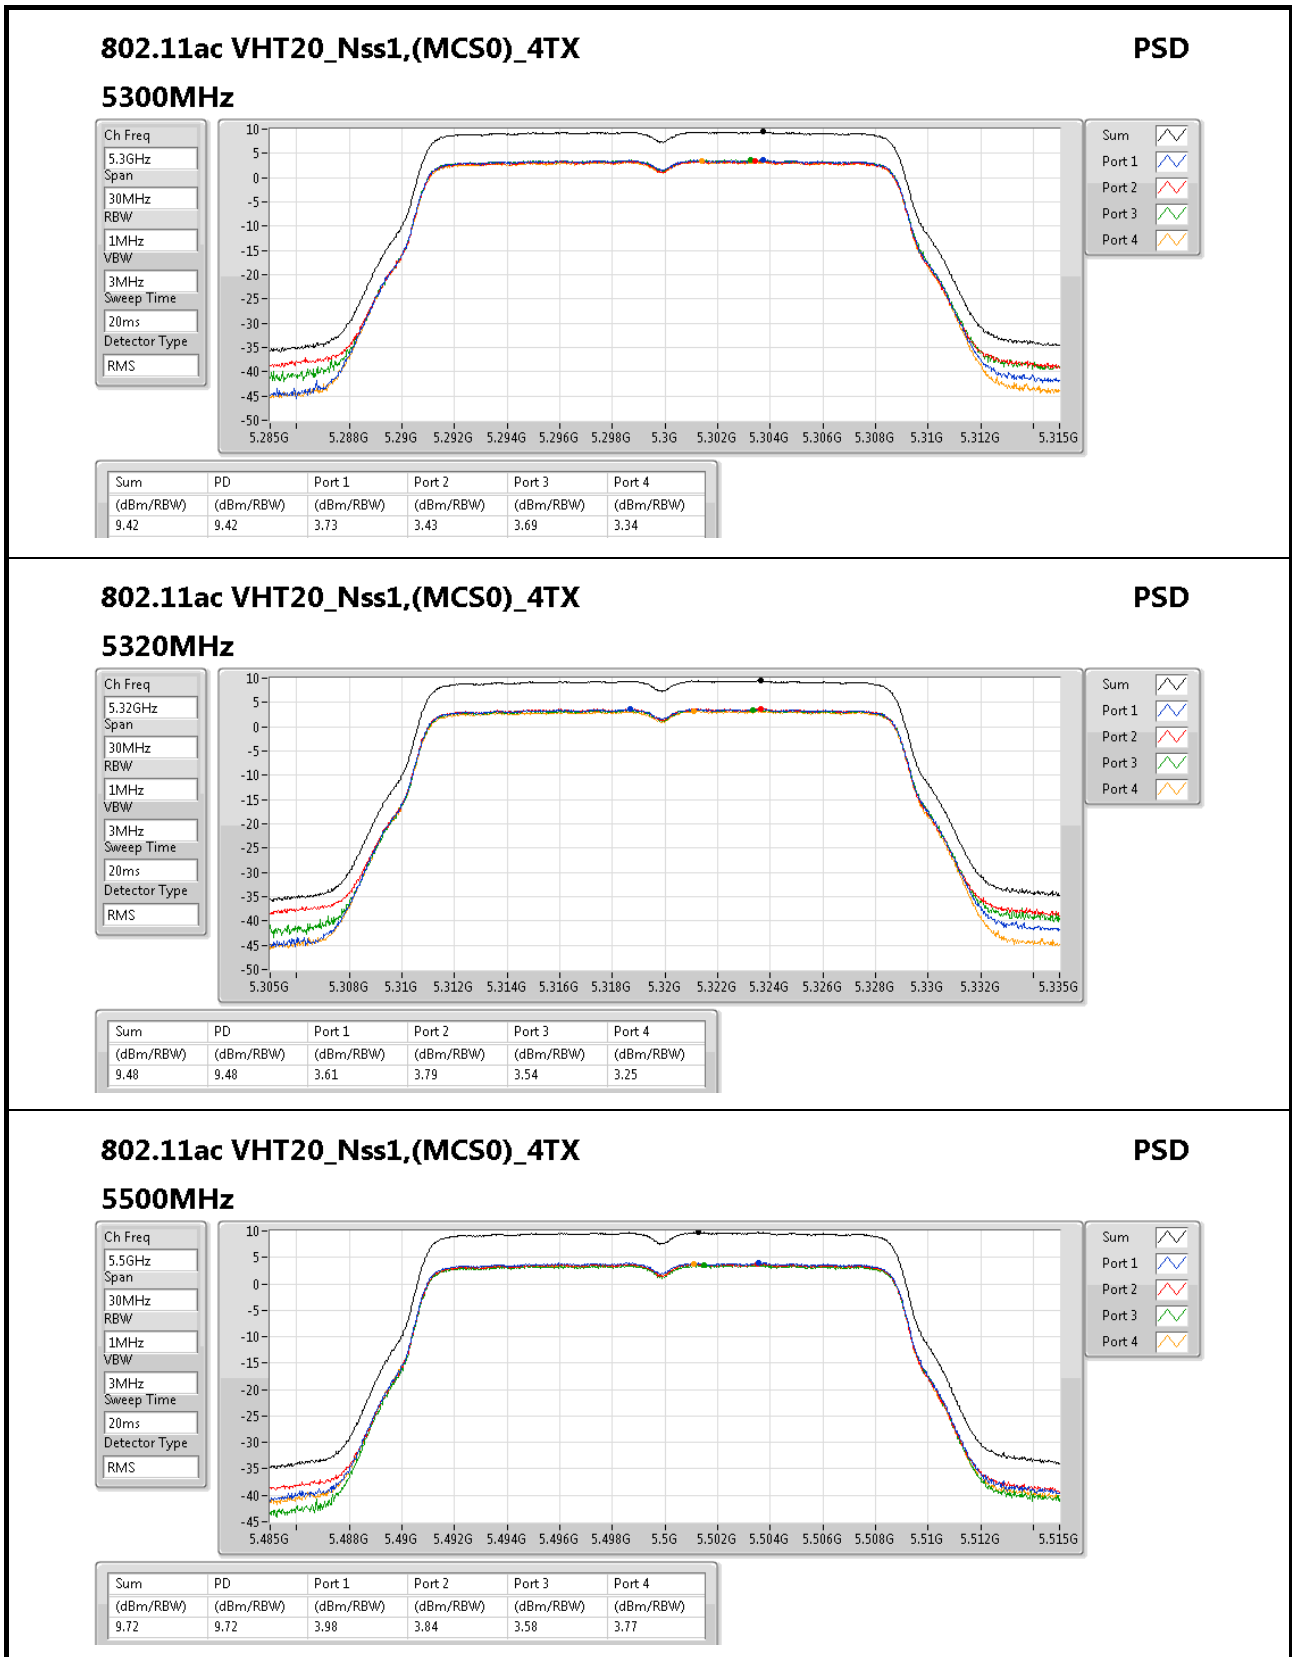 802.11ac VHT20_Nss1,(MCS0)_4TX PSD
5300MHz
Ch Freq
5.3GHz
Span
30MHz
RBW
1MHz
VBW
3MHz
Sweep Time
20ms
Detector Type
RMS
10
5
0
-5
-10
-15
-20
-25
-30
-35
-40
-45
-50
5.285G 5.288G 5.29G 5.292G 5.294G 5.296G 5.298G 5.3G 5.302G 5.304G 5.306G 5.308G 5.31G 5.312G 5.315G
Sum
Port 1
Port 2
Port 3
Port 4
Sum PD Port 1 Port 2 Port 3 Port 4
(dBm/RBW) (dBm/RBW) (dBm/RBW) (dBm/RBW) (dBm/RBW) (dBm/RBW)
9.42 9.42 3.73 3.43 3.69 3.34
802.11ac VHT20_Nss1,(MCS0)_4TX PSD
5320MHz
Ch Freq
5.32GHz
Span
30MHz
RBW
1MHz
VBW
3MHz
Sweep Time
20ms
Detector Type
RMS
10
5
0
-5
-10
-15
-20
-25
-30
-35
-40
-45
-50
5.305G 5.308G 5.31G 5.312G 5.314G 5.316G 5.318G 5.32G 5.322G 5.324G 5.326G 5.328G 5.33G 5.332G 5.335G
Sum
Port 1
Port 2
Port 3
Port 4
Sum PD Port 1 Port 2 Port 3 Port 4
(dBm/RBW) (dBm/RBW) (dBm/RBW) (dBm/RBW) (dBm/RBW) (dBm/RBW)
9.48 9.48 3.61 3.79 3.54 3.25
802.11ac VHT20_Nss1,(MCS0)_4TX PSD
5500MHz
Ch Freq
5.5GHz
Span
30MHz
RBW
1MHz
VBW
3MHz
Sweep Time
20ms
Detector Type
RMS
10
5
0
-5
-10
-15
-20
-25
-30
-35
-40
-45
5.485G 5.488G 5.49G 5.492G 5.494G 5.496G 5.498G 5.5G 5.502G 5.504G 5.506G 5.508G 5.51G 5.512G 5.515G
Sum
Port 1
Port 2
Port 3
Port 4
Sum PD Port 1 Port 2 Port 3 Port 4
(dBm/RBW) (dBm/RBW) (dBm/RBW) (dBm/RBW) (dBm/RBW) (dBm/RBW)
9.72 9.72 3.98 3.84 3.58 3.77